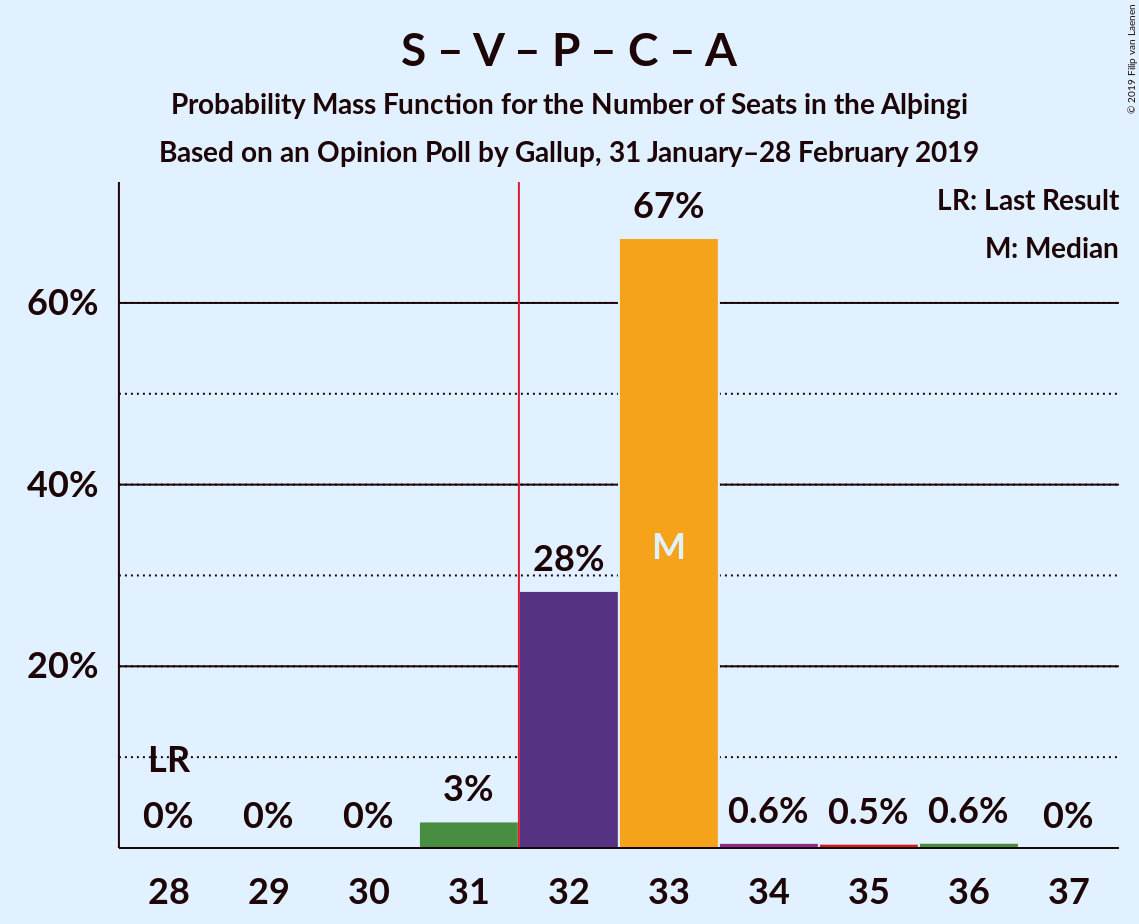 S – V – P – C – A
Probability Mass Function for the Number of Seats in the Alþingi
Based on an Opinion Poll by Gallup, 31 January–28 February 2019
© 2019 Filip van Laenen
LR: Last Result
M: Median
67%
60%
40%
28%
M
20%
LR
0%
0%
0%
3%
0.6%
0.5%
0.6%
0%
28
29
30
31
32
33
34
35
36
37